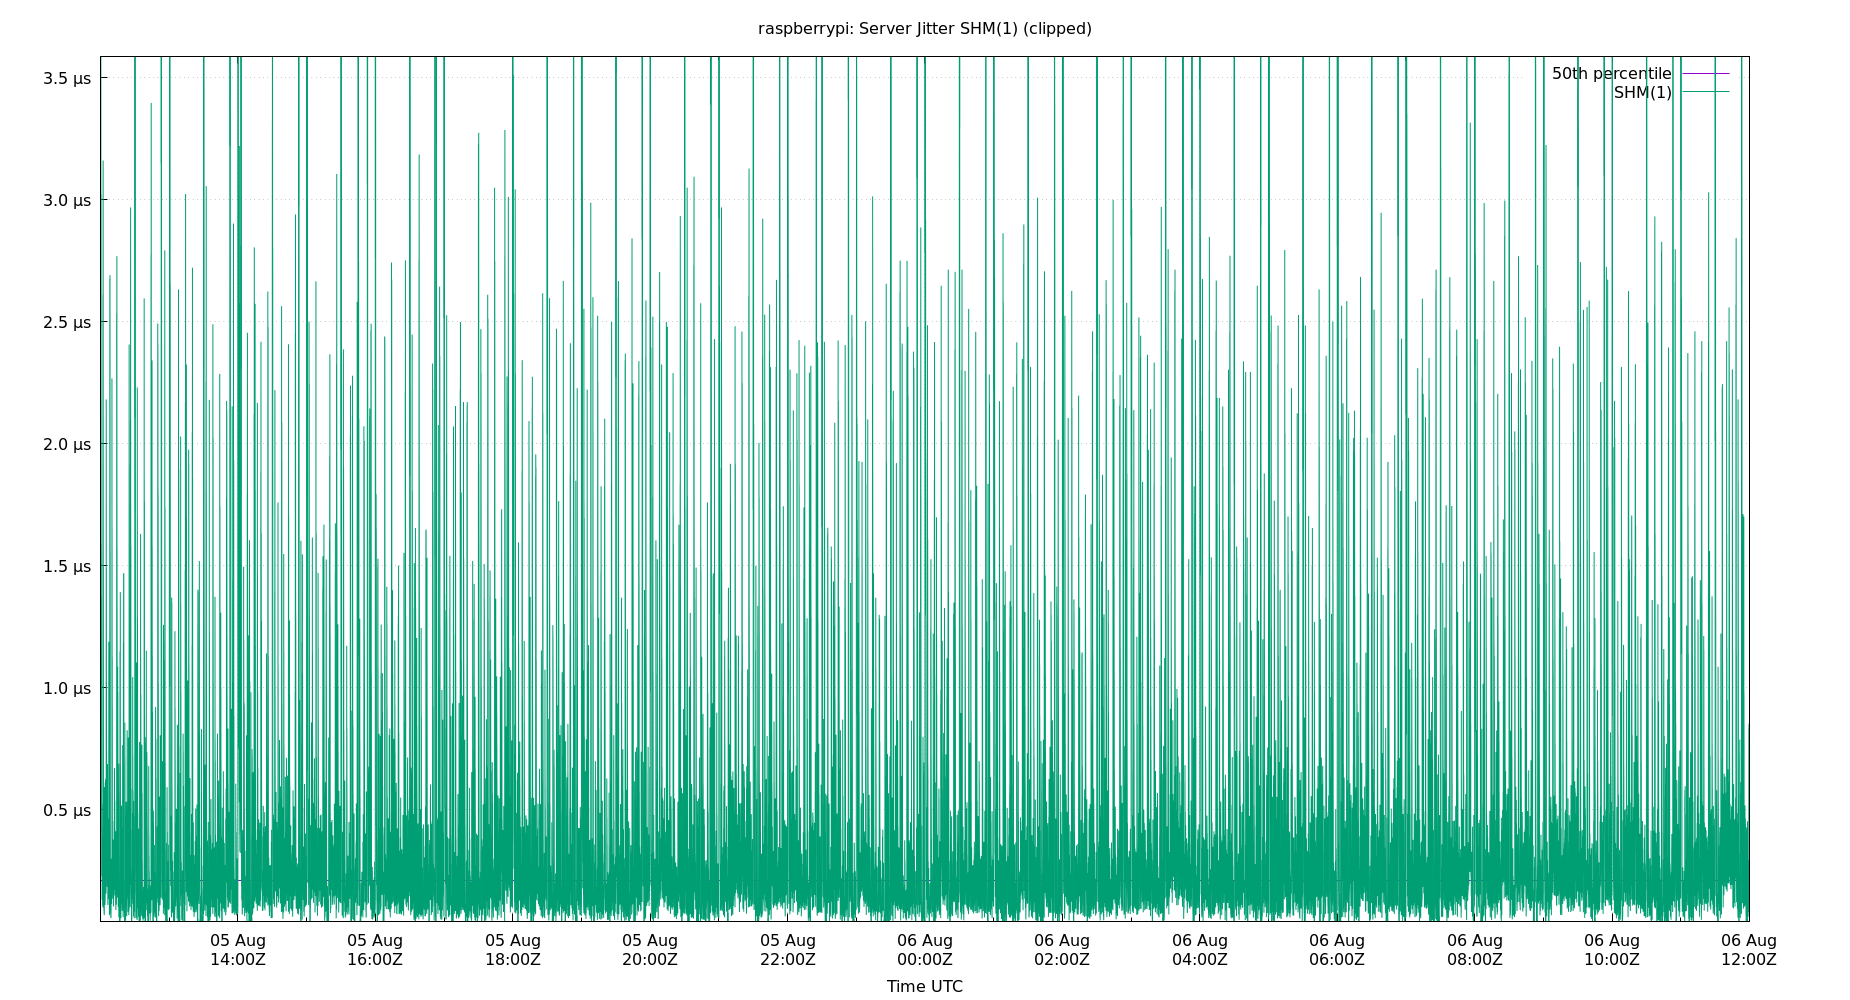 raspberrypi: Server Jitter SHM(1) (clipped)
50th percentile
SHM(1)
3.5 µs
3.0 µs
2.5 µs
2.0 µs
1.5 µs
1.0 µs
0.5 µs
05 Aug 05 Aug 05 Aug 05 Aug 05 Aug 06 Aug 06 Aug 06 Aug 06 Aug 06 Aug 06 Aug 06 Aug
14:00Z 16:00Z 18:00Z 20:00Z 22:00Z 00:00Z 02:00Z 04:00Z 06:00Z 08:00Z 10:00Z 12:00Z
Time UTC